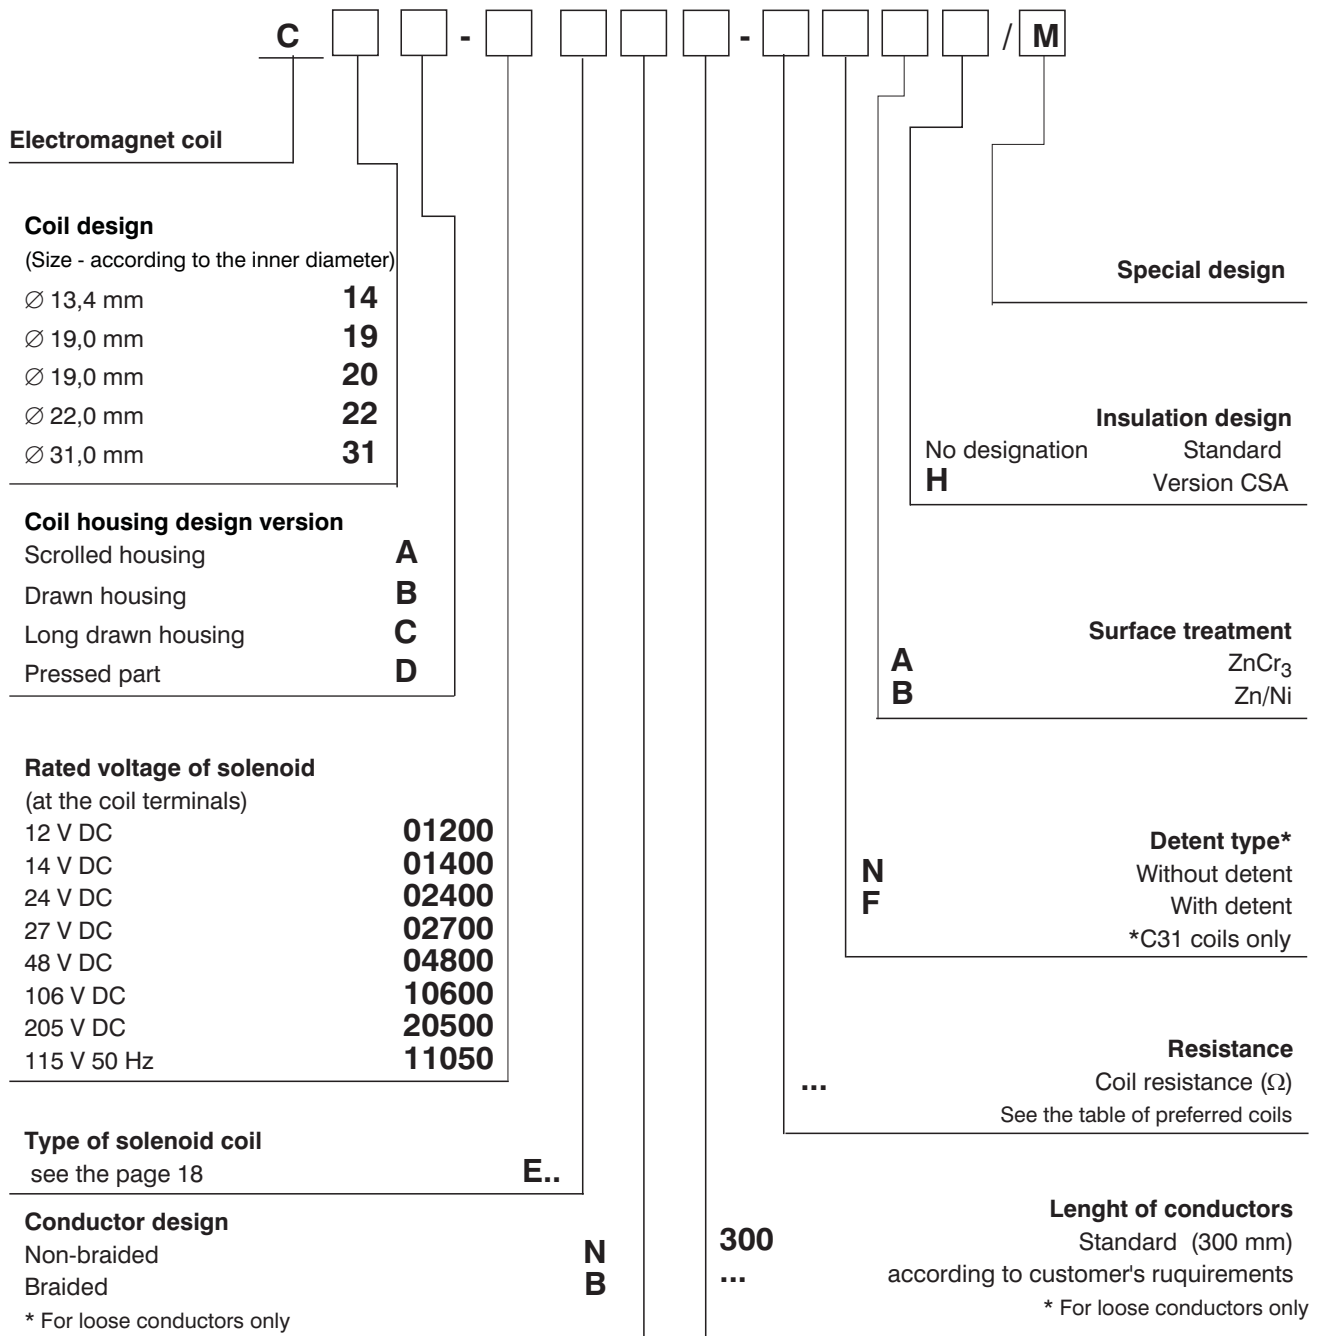 C - - / M
Electromagnet coil
Coil design
(Size - according to the inner diameter)
∅ 13,4 mm 14
∅ 19,0 mm 19
∅ 19,0 mm 20
∅ 22,0 mm 22
∅ 31,0 mm 31
Coil housing design version
Scrolled housing A
Drawn housing B
Long drawn housing C
Pressed part D
Rated voltage of solenoid
(at the coil terminals)
12 V DC 01200
14 V DC 01400
24 V DC 02400
27 V DC 02700
48 V DC 04800
106 V DC 10600
205 V DC 20500
115 V 50 Hz 11050
Type of solenoid coil
see the page 18 E..
Conductor design
Non-braided N
Braided B
* For loose conductors only
Special design
Insulation design
No designation Standard
H Version CSA
Surface treatment
A ZnCr3
B Zn/Ni
Detent type*
N Without detent
F With detent
*C31 coils only
Resistance
... Coil resistance (Ω)
See the table of preferred coils
Lenght of conductors
300 Standard (300 mm)
... according to customer's ruquirements
* For loose conductors only